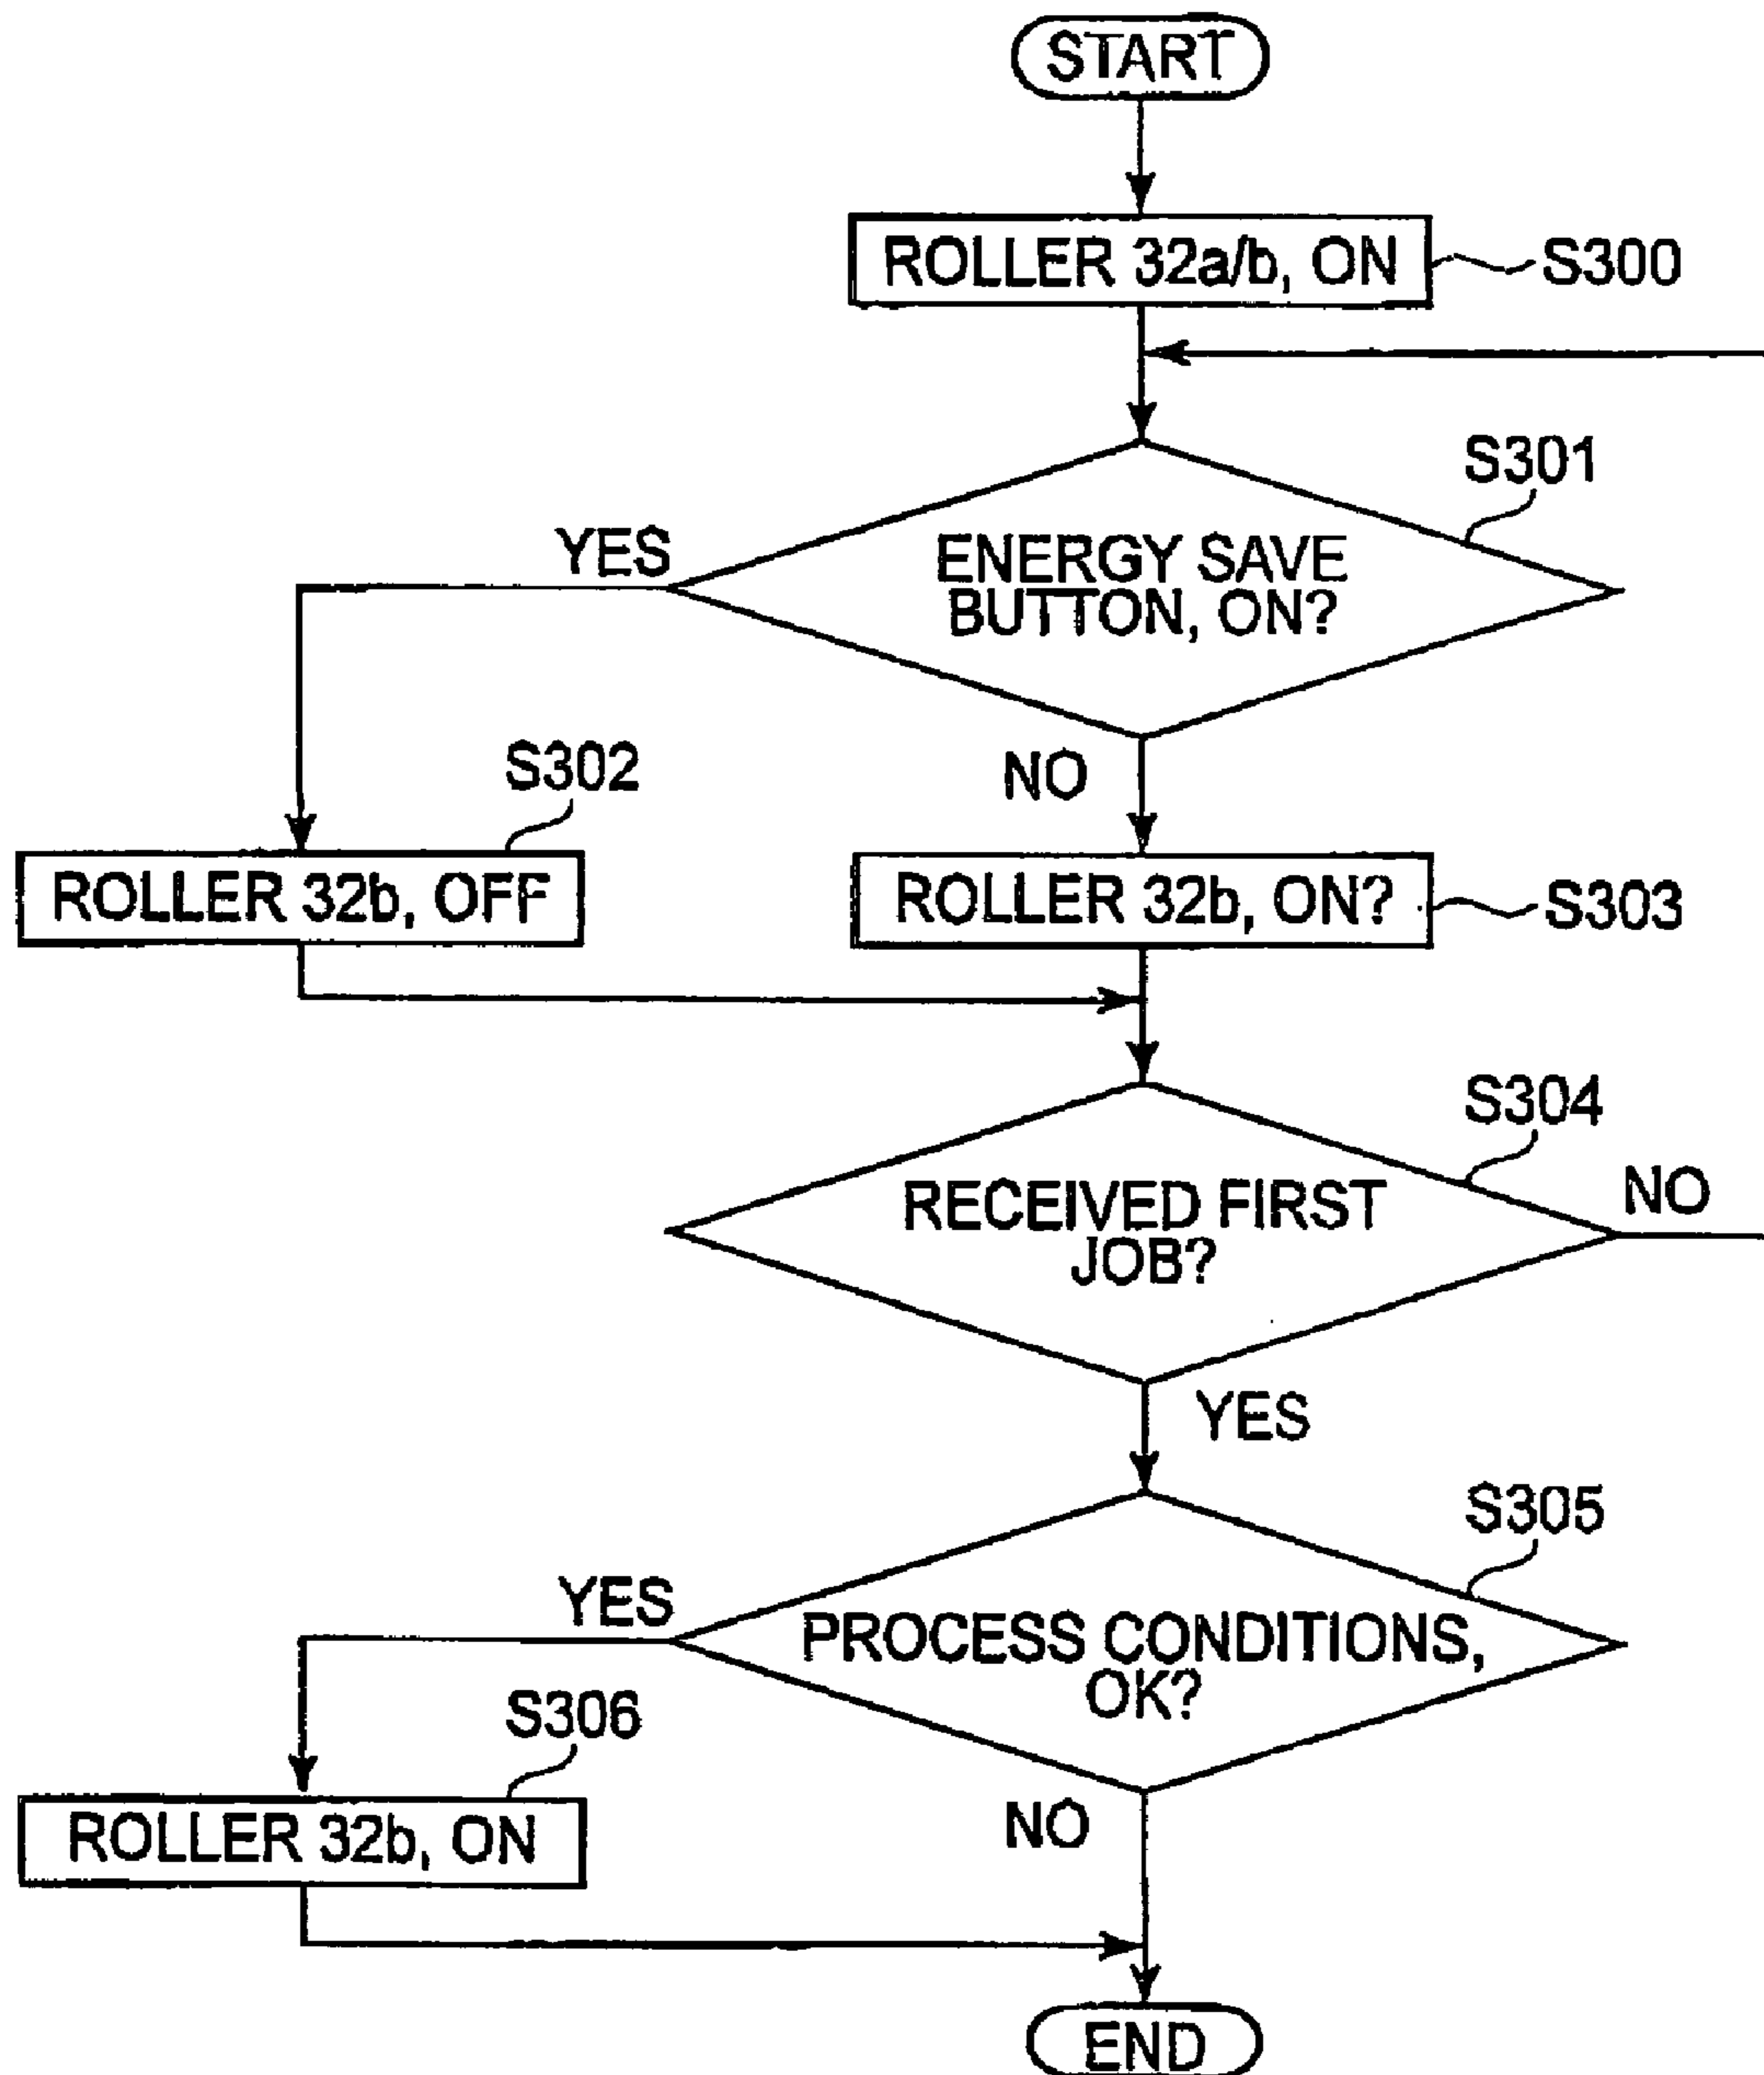 START
ROLLER 32a/b, ON
S300
S301
ENERGY SAVE
BUTTON, ON?
YES
NO
S302
ROLLER 32b, OFF
ROLLER 32b, ON?
S303
S304
RECEIVED FIRST
JOB?
NO
YES
S305
PROCESS CONDITIONS,
OK?
YES
NO
S306
ROLLER 32b, ON
END